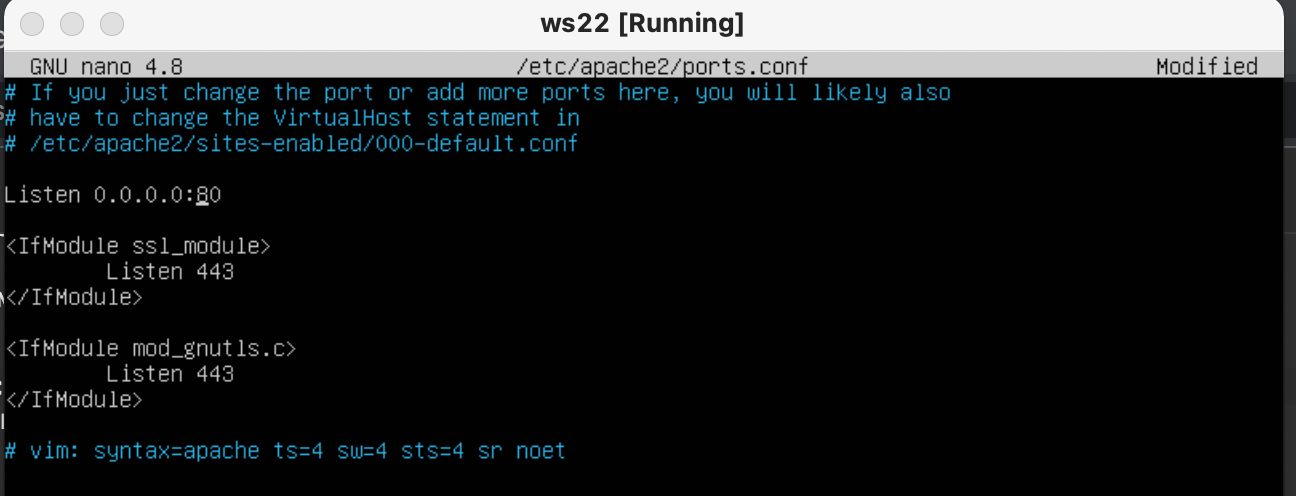 ws22 [Running]
GNU nano 4.8 /etc/apache2/ports.conf Modified
# If you just change the port or add more ports here, you will likely also
# have to change the VirtualHost statement in
# /etc/apache2/sites-enabled/000-default.conf
Listen 0.0.0.0:80
<IfModule ssl_module>
Listen 443
</IfModule>
<IfModule mod_gnutls.c>
Listen 443
</IfModule>
# vim: syntax=apache ts=4 sw=4 sts=4 sr noet